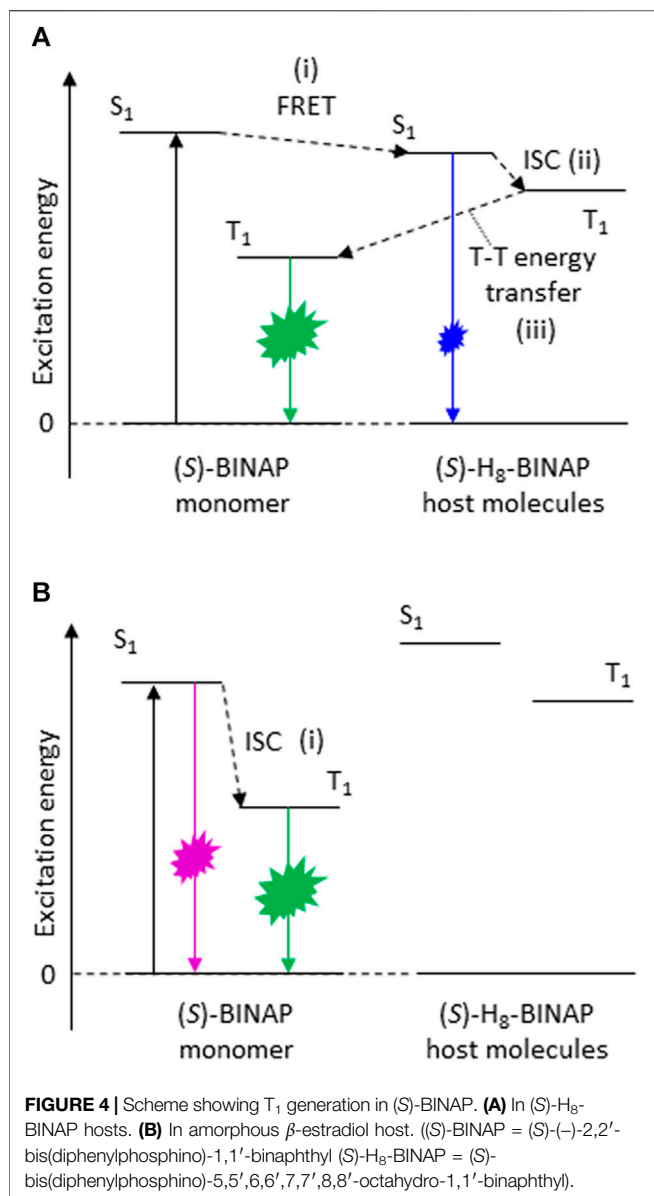 A
(i)
FRET
S₁
S₁
ISC (ii)
T₁
T₁
T-T energy
transfer
(iii)
Excitation energy
0
(S)-BINAP
monomer
(S)-H₈-BINAP
host molecules
B
S₁
S₁
T₁
ISC (i)
T₁
Excitation energy
0
(S)-BINAP
monomer
(S)-H₈-BINAP
host molecules
FIGURE 4 | Scheme showing T₁ generation in (S)-BINAP. (A) In (S)-H₈-
BINAP hosts. (B) In amorphous β-estradiol host. ((S)-BINAP = (S)-(–)-2,2′-
bis(diphenylphosphino)-1,1′-binaphthyl (S)-H₈-BINAP = (S)-
bis(diphenylphosphino)-5,5′,6,6′,7,7′,8,8′-octahydro-1,1′-binaphthyl).